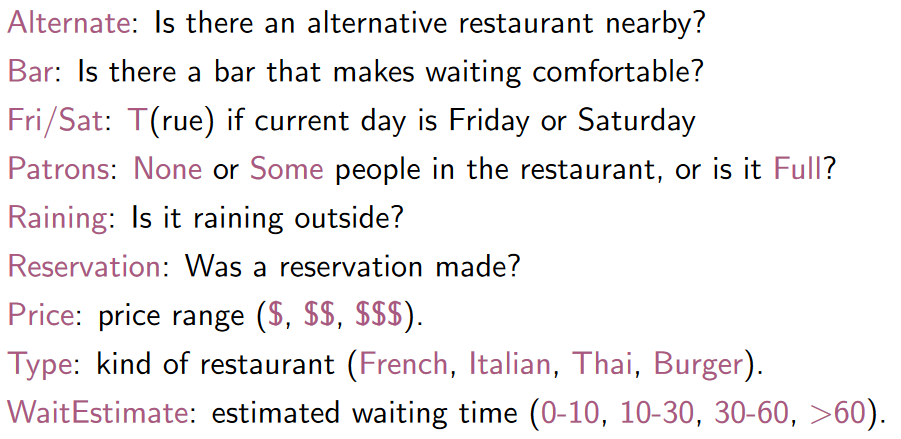 Alternate: Is there an alternative restaurant nearby?
Bar: Is there a bar that makes waiting comfortable?
Fri/Sat: T(rue) if current day is Friday or Saturday
Patrons: None or Some people in the restaurant, or is it Full?
Raining: Is it raining outside?
Reservation: Was a reservation made?
Price: price range ($, $$, $$$).
Type: kind of restaurant (French, Italian, Thai, Burger).
WaitEstimate: estimated waiting time (0-10, 10-30, 30-60, >60).